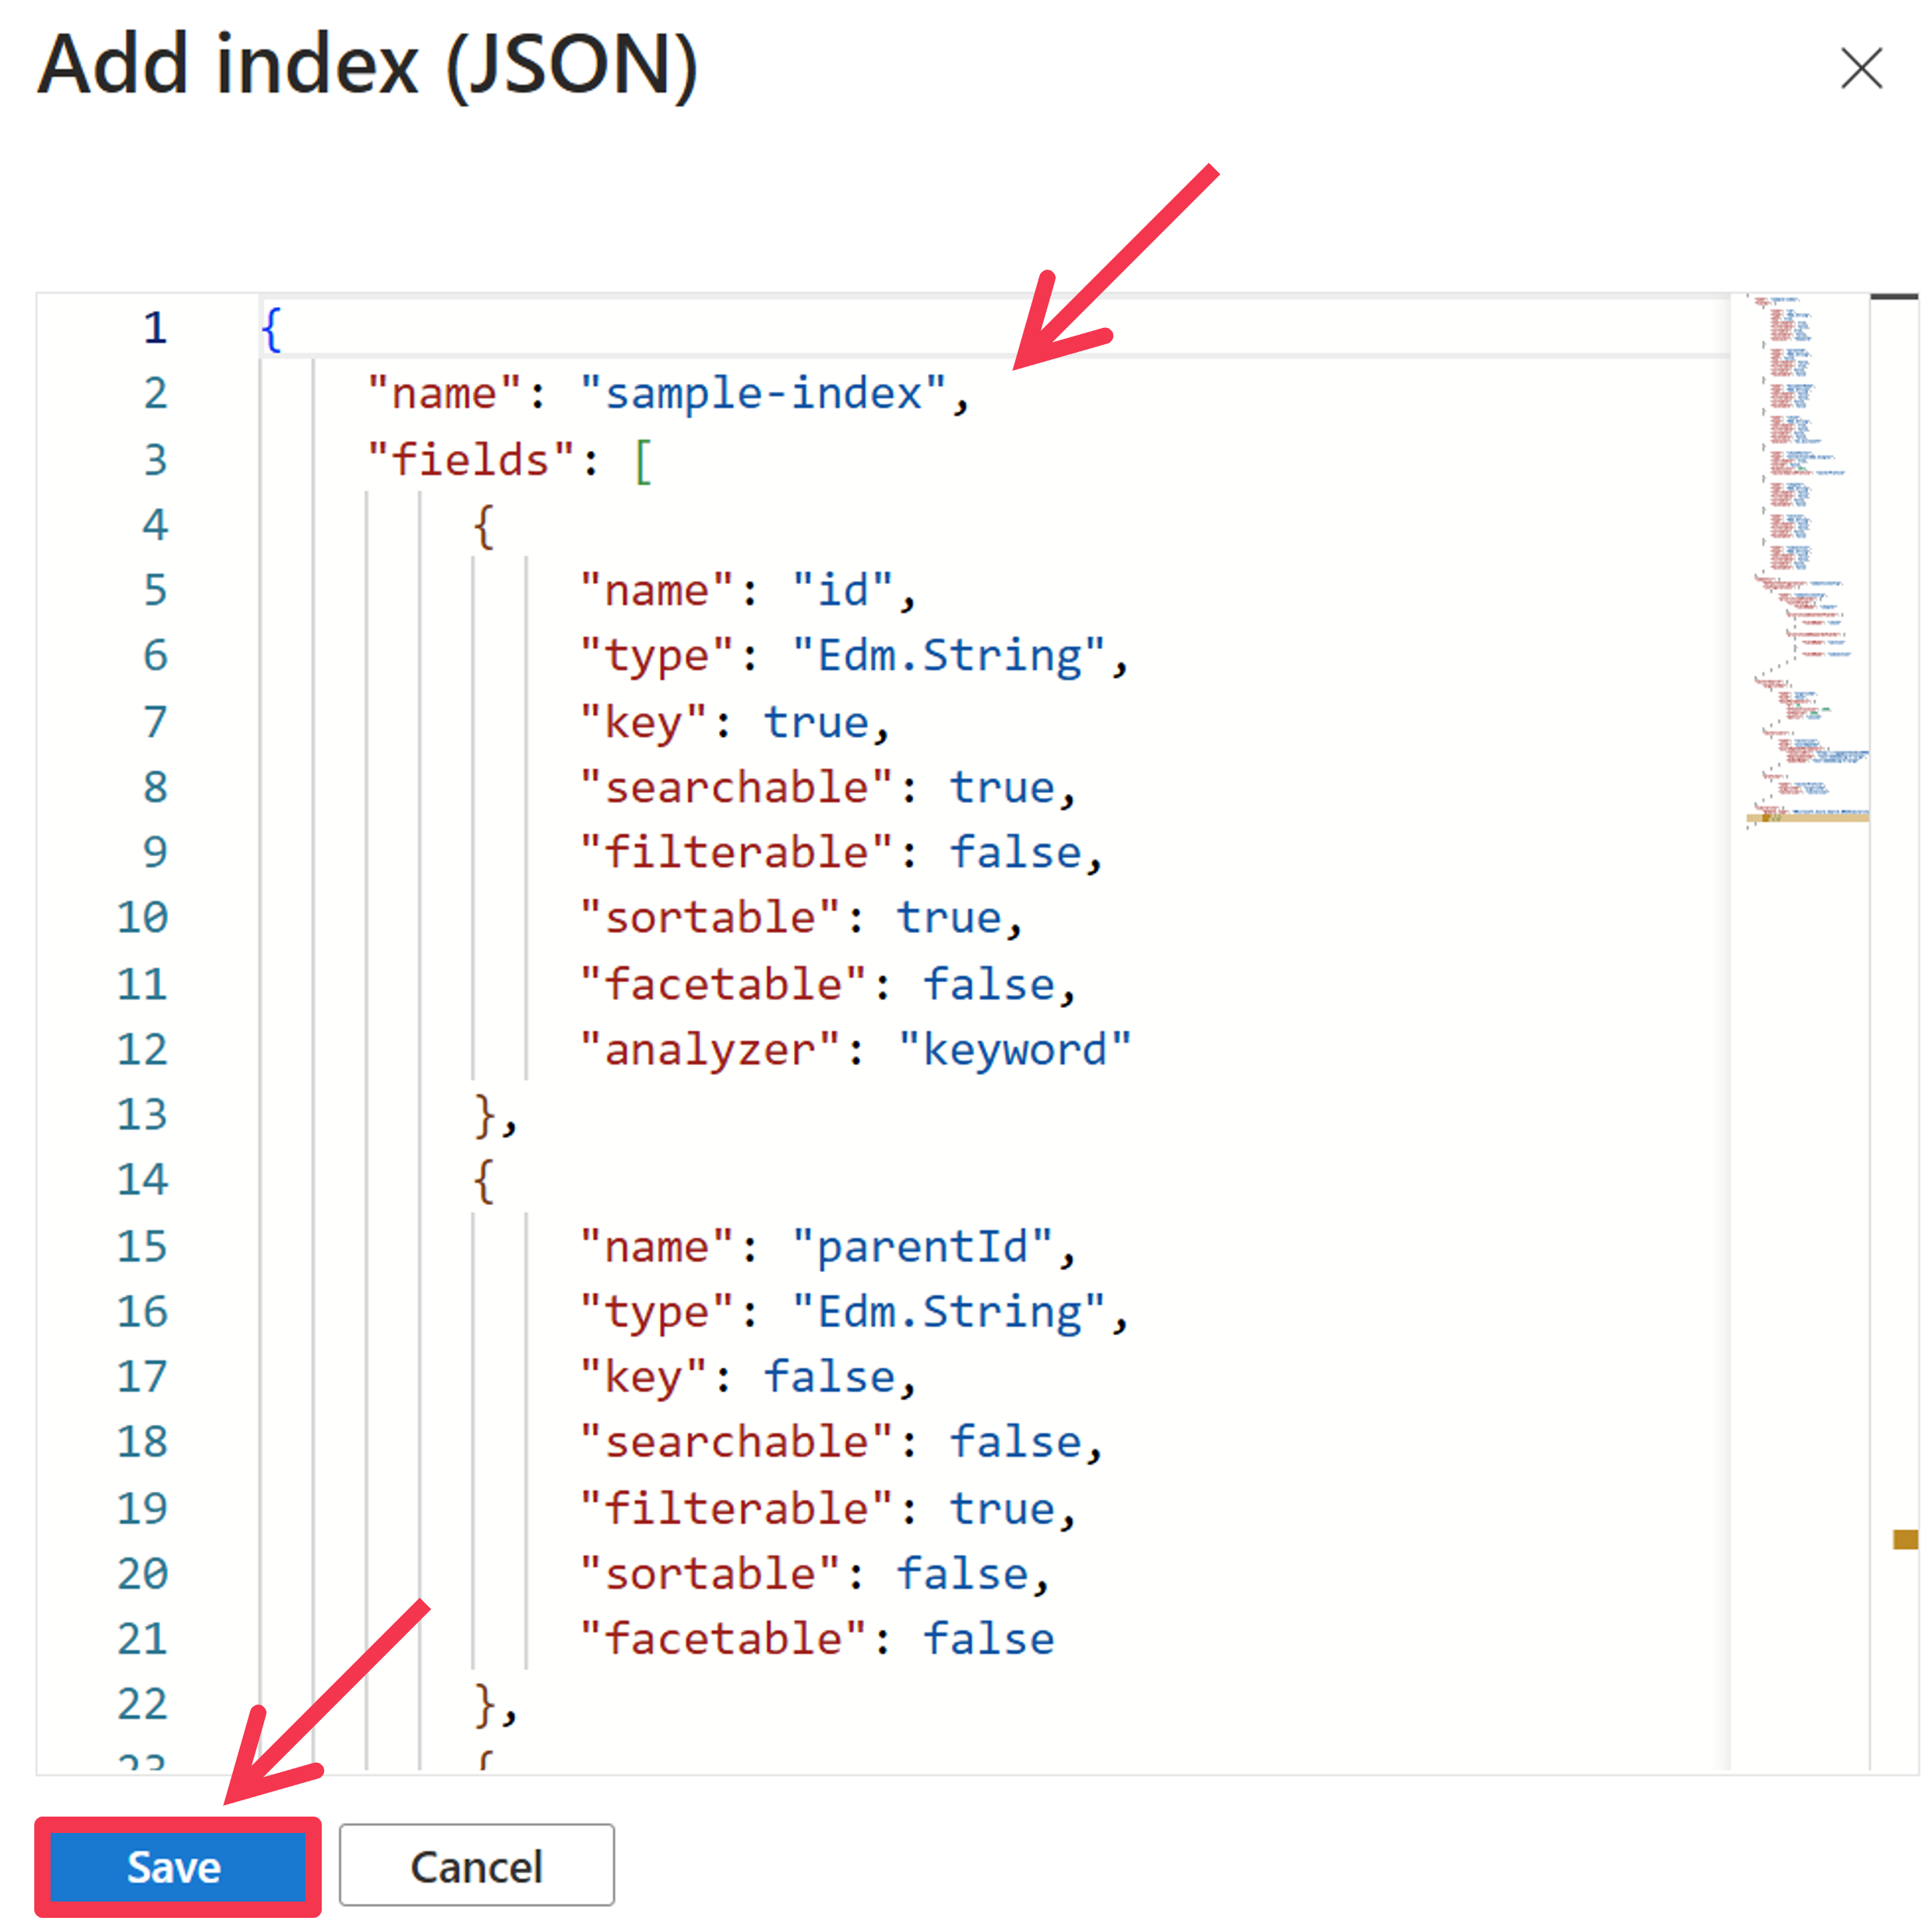 Add index (JSON)
1 {
2 "name": "sample-index",
3 "fields": [
4 {
5 "name": "id",
6 "type": "Edm.String",
7 "key": true,
8 "searchable": true,
9 "filterable": false,
10 "sortable": true,
11 "facetable": false,
12 "analyzer": "keyword"
13 },
14 {
15 "name": "parentId",
16 "type": "Edm.String",
17 "key": false,
18 "searchable": false,
19 "filterable": true,
20 "sortable": false,
21 "facetable": false
22 },
23 {
Save Cancel